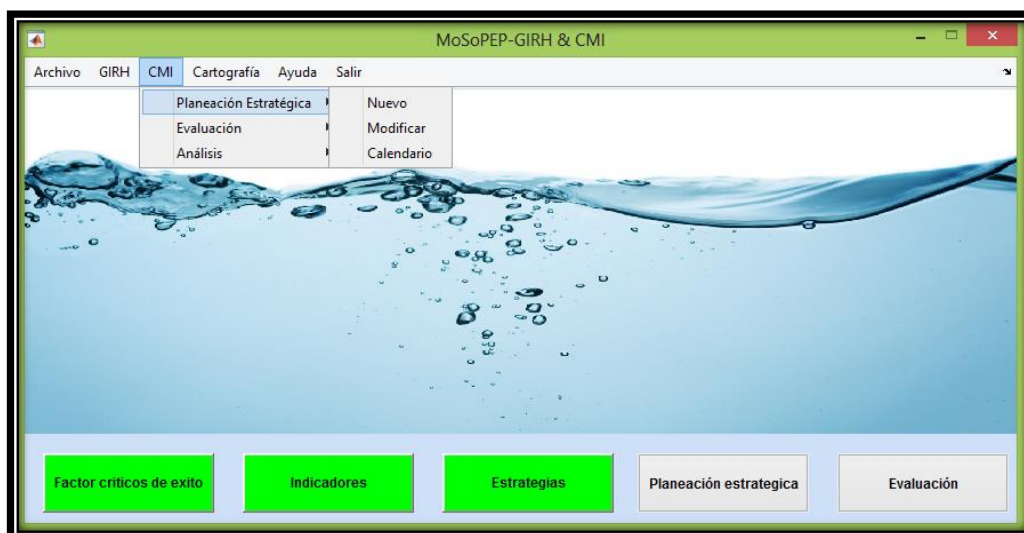 MoSoPEP-GIRH & CMI
Archivo GIRH CMI Cartografía Ayuda Salir
Planeación Estratégica Nuevo
Evaluación Modificar
Análisis Calendario
Factor criticos de exito Indicadores Estrategias Planeación estrategica Evaluación